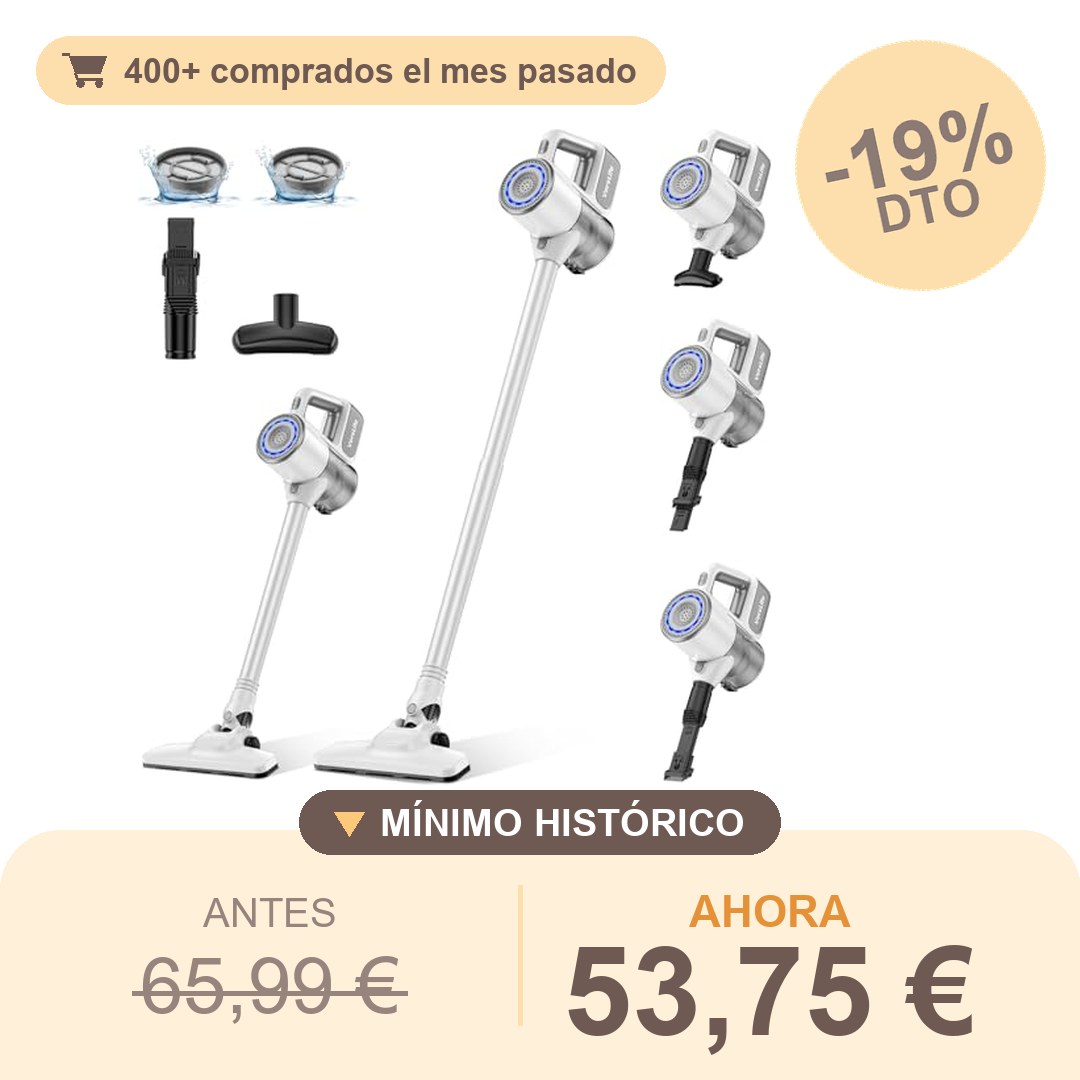 400+ comprados el mes pasado
-19%
DTO
MÍNIMO HISTÓRICO
ANTES
65,99 €
AHORA
53,75 €